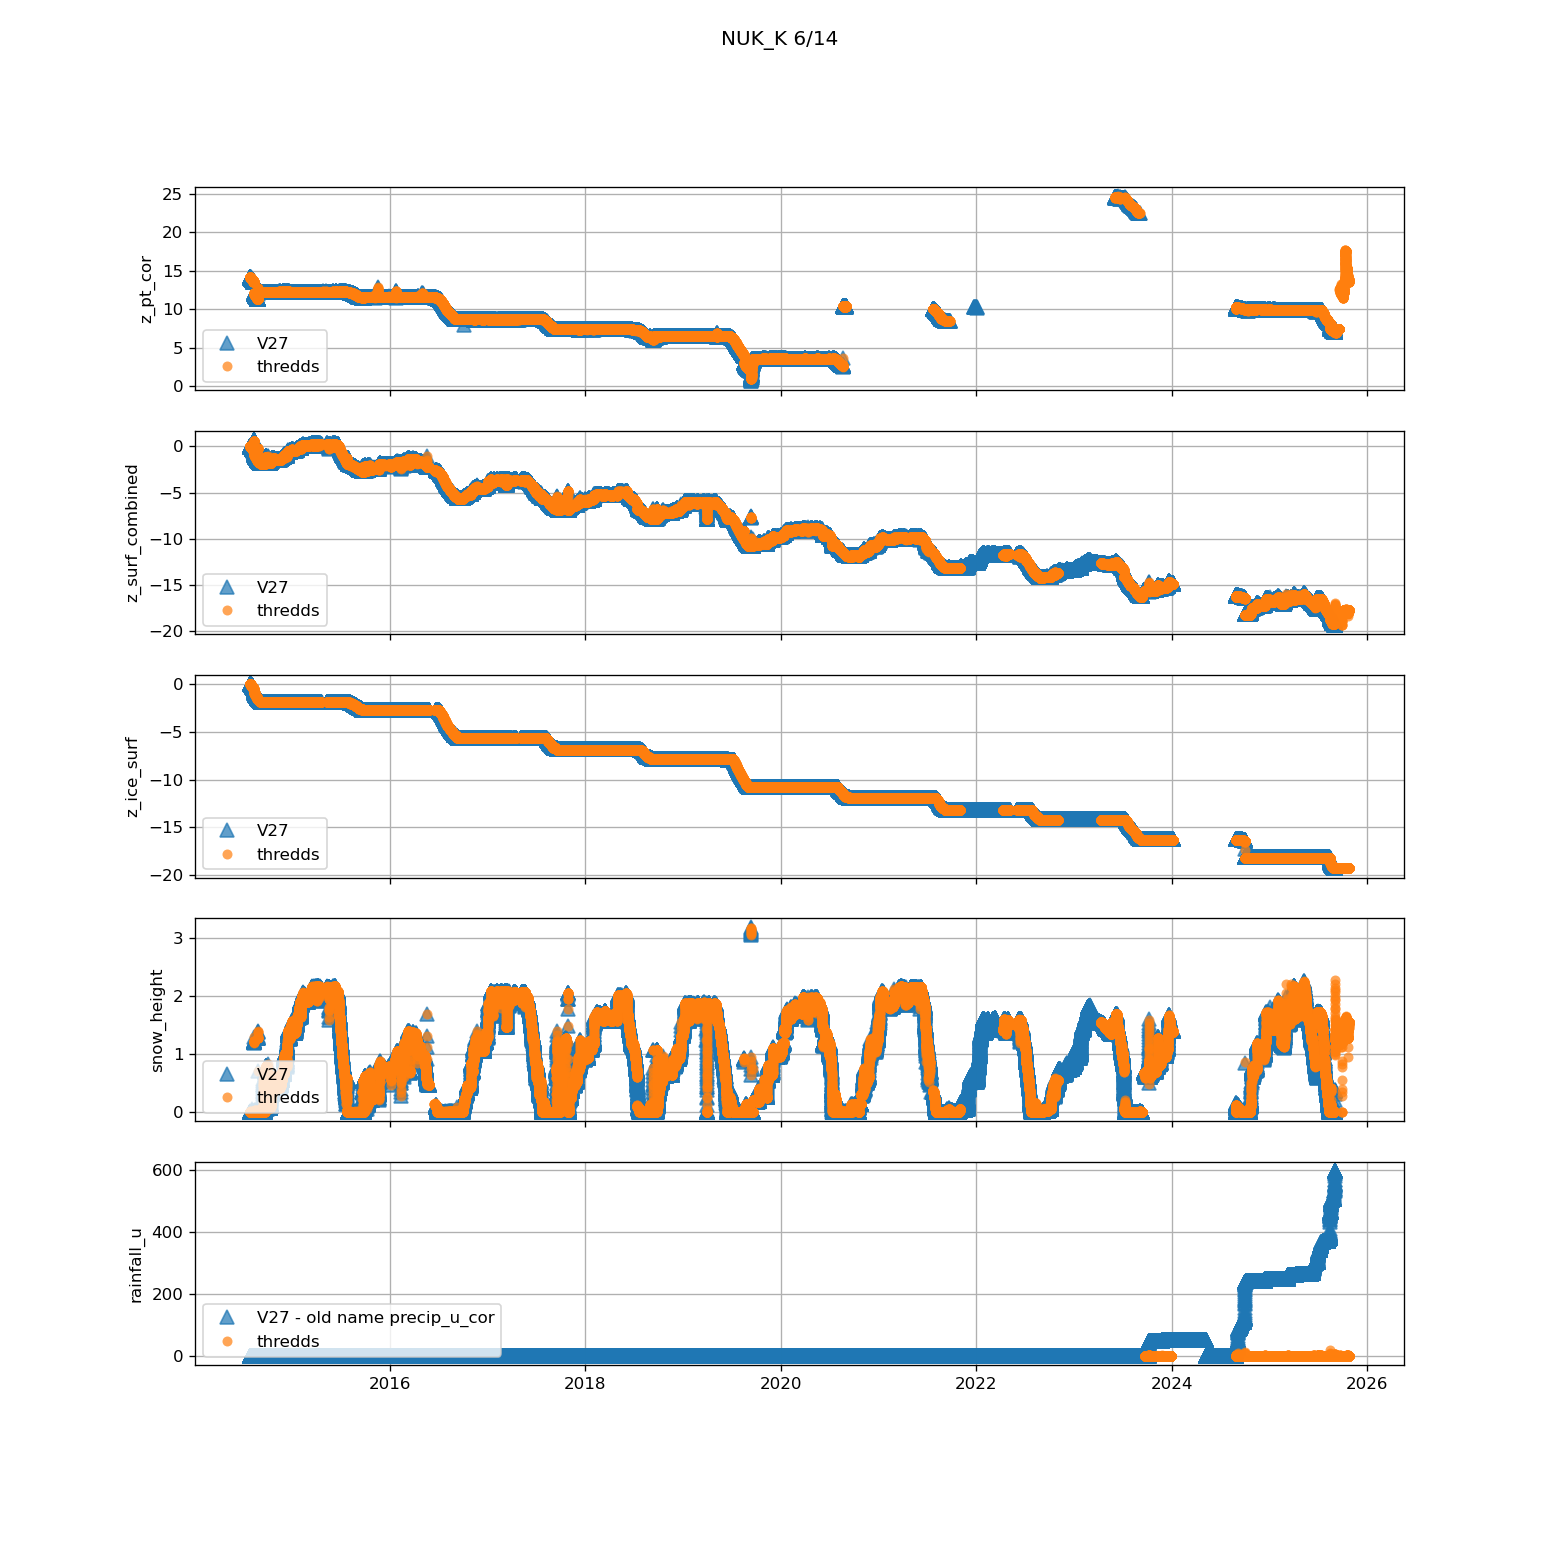 NUK_K 6/14
25
20
15
10
5
0
z_pt_cor
V27
thredds
0
−5
−10
−15
−20
z_surf_combined
V27
thredds
0
−5
−10
−15
−20
z_ice_surf
V27
thredds
3
2
1
0
snow_height
V27
thredds
600
400
200
0
rainfall_u
V27 - old name precip_u_cor
thredds
2016 2018 2020 2022 2024 2026